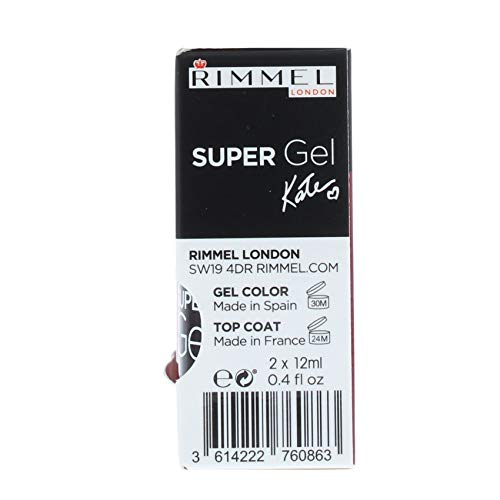 RIMMEL
LONDON
SUPER Gel
Kate
RIMMEL LONDON
SW19 4DR RIMMEL.COM
GEL COLOR
Made in Spain
30M
TOP COAT
Made in France
24M
2 x 12ml
0.4 fl oz
3 614222 760863